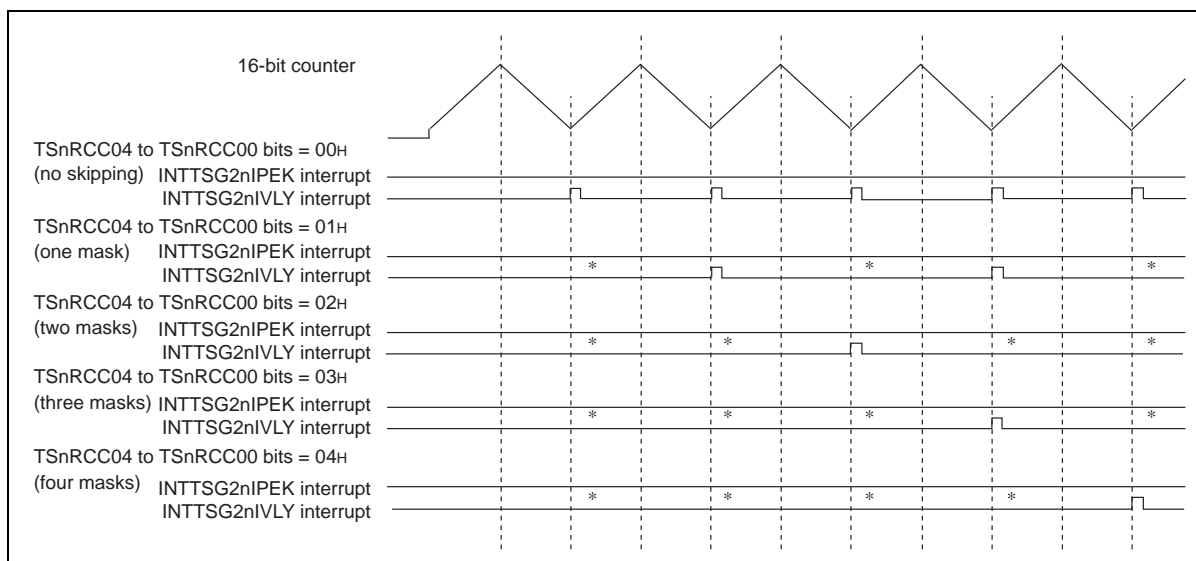 16-bit counter
TSnRCC04 to TSnRCC00 bits = 00H
(no skipping) INTTSG2nIPEK interrupt
INTTSG2nIVLY interrupt
TSnRCC04 to TSnRCC00 bits = 01H
(one mask) INTTSG2nIPEK interrupt
* * *
INTTSG2nIVLY interrupt
TSnRCC04 to TSnRCC00 bits = 02H
(two masks) INTTSG2nIPEK interrupt
* * * *
INTTSG2nIVLY interrupt
TSnRCC04 to TSnRCC00 bits = 03H
(three masks) INTTSG2nIPEK interrupt
* * * *
INTTSG2nIVLY interrupt
TSnRCC04 to TSnRCC00 bits = 04H
(four masks) INTTSG2nIPEK interrupt
* * * *
INTTSG2nIVLY interrupt